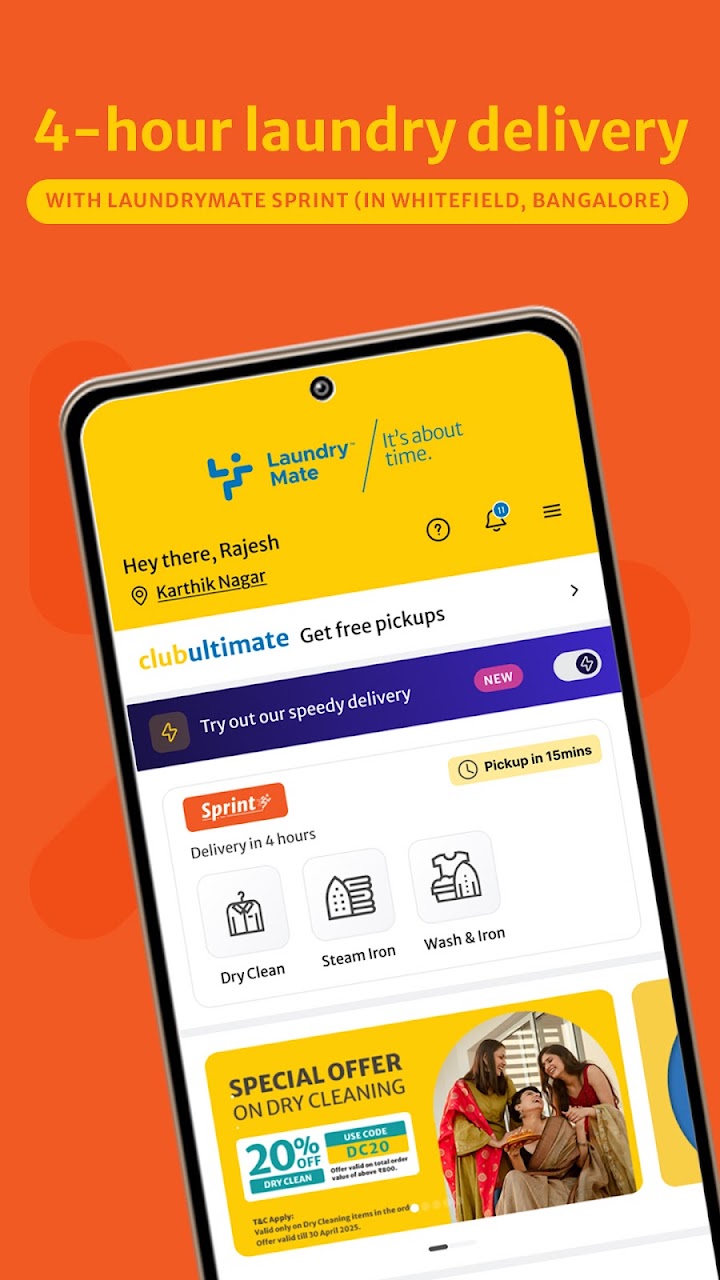 4-hour laundry delivery
WITH LAUNDRYMATE SPRINT (IN WHITEFIELD, BANGALORE)
Laundry™
Mate
It's about
time.
11
Hey there, Rajesh
Karthik Nagar
clubultimate Get free pickups
Try out our speedy delivery
NEW
Sprint
Pickup in 15mins
Delivery in 4 hours
Dry Clean
Steam Iron
Wash & Iron
SPECIAL OFFER
ON DRY CLEANING
20% OFF
DRY CLEAN
USE CODE
DC20
Offer valid on total order
value of above ₹800.
T&C Apply:
Valid only on Dry Cleaning items in the ord
Offer valid till 30 April 2025.